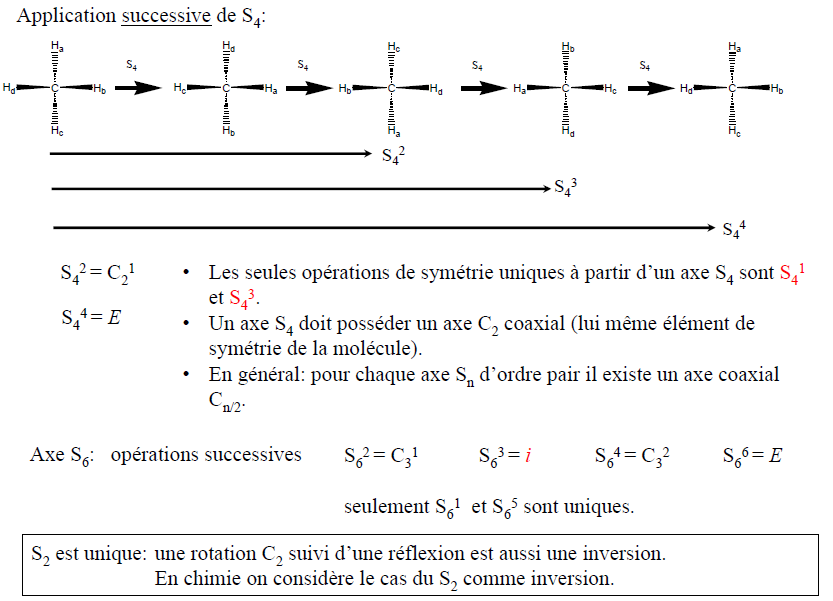 Application successive de S₄:
Hₐ Hd Hc Hb Hₐ
S₄ S₄ S₄ S₄
Hd C Hb Hc C Hₐ Hb C Hd Hₐ C Hc Hd C Hb
Hc Hb Hₐ Hd Hc
S₄²
S₄³
S₄⁴
S₄² = C₂¹
• Les seules opérations de symétrie uniques à partir d’un axe S₄ sont S₄¹
et S₄³.
S₄⁴ = E
• Un axe S₄ doit posséder un axe C₂ coaxial (lui même élément de
symétrie de la molécule).
• En général: pour chaque axe Sₙ d’ordre pair il existe un axe coaxial
Cₙ/₂.
Axe S₆: opérations successives S₆² = C₃¹ S₆³ = i S₆⁴ = C₃² S₆⁶ = E
seulement S₆¹ et S₆⁵ sont uniques.
S₂ est unique: une rotation C₂ suivi d’une réflexion est aussi une inversion.
En chimie on considère le cas du S₂ comme inversion.